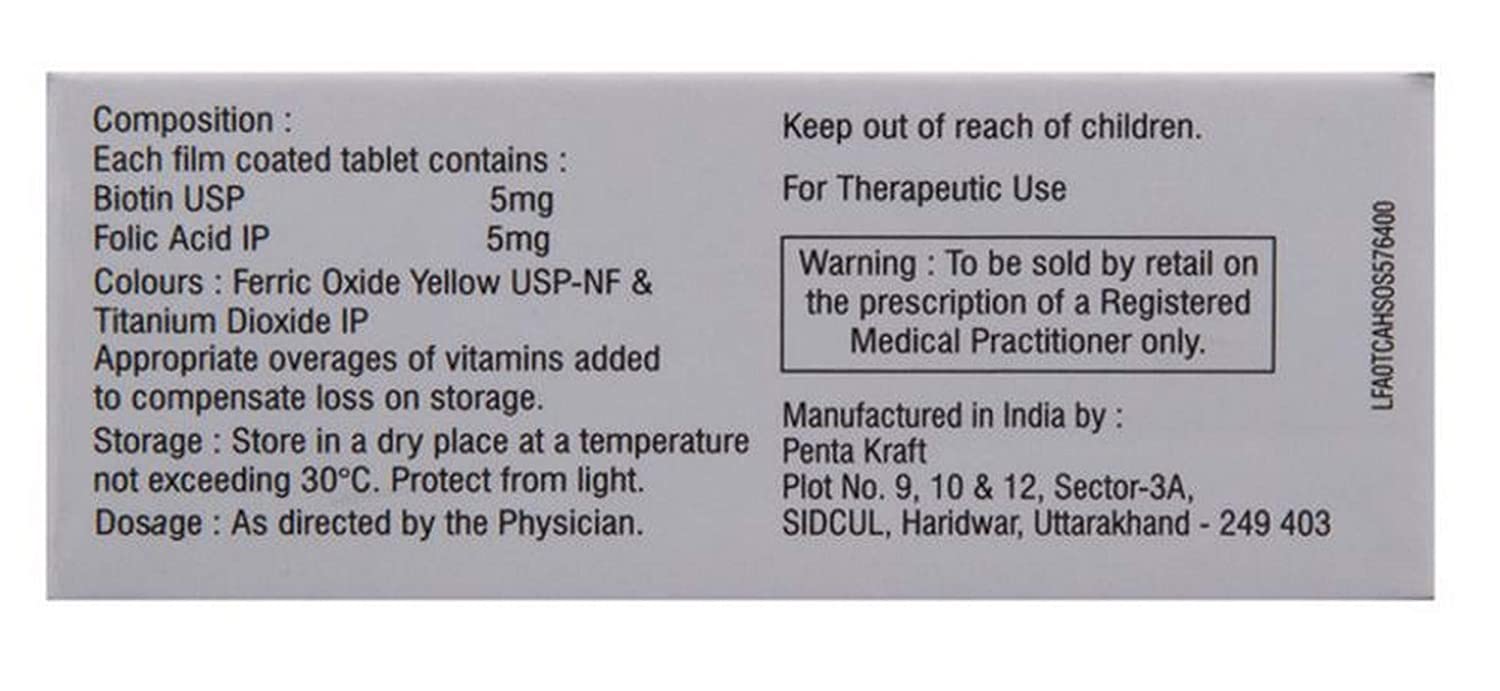 Composition :
Each film coated tablet contains :
Biotin USP 5mg
Folic Acid IP 5mg
Colours : Ferric Oxide Yellow USP-NF &
Titanium Dioxide IP
Appropriate overages of vitamins added
to compensate loss on storage.
Storage : Store in a dry place at a temperature
not exceeding 30°C. Protect from light.
Dosage : As directed by the Physician.
Keep out of reach of children.
For Therapeutic Use
Warning : To be sold by retail on
the prescription of a Registered
Medical Practitioner only.
Manufactured in India by :
Penta Kraft
Plot No. 9, 10 & 12, Sector-3A,
SIDCUL, Haridwar, Uttarakhand - 249 403
LFA0TCAHSOS576400